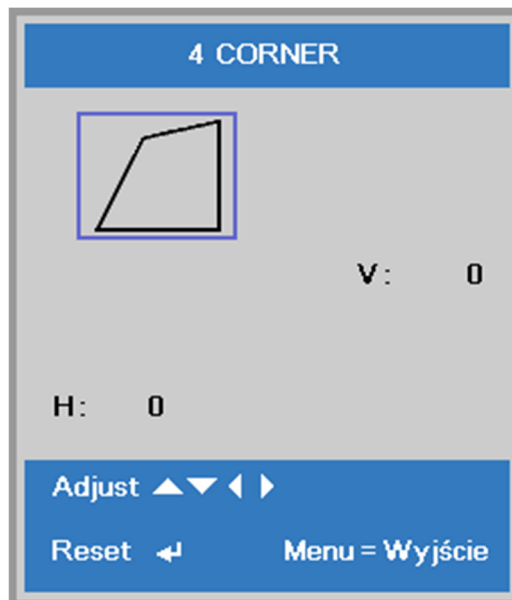 4 CORNER
V: 0
H: 0
Adjust
Reset Menu = Wyjście